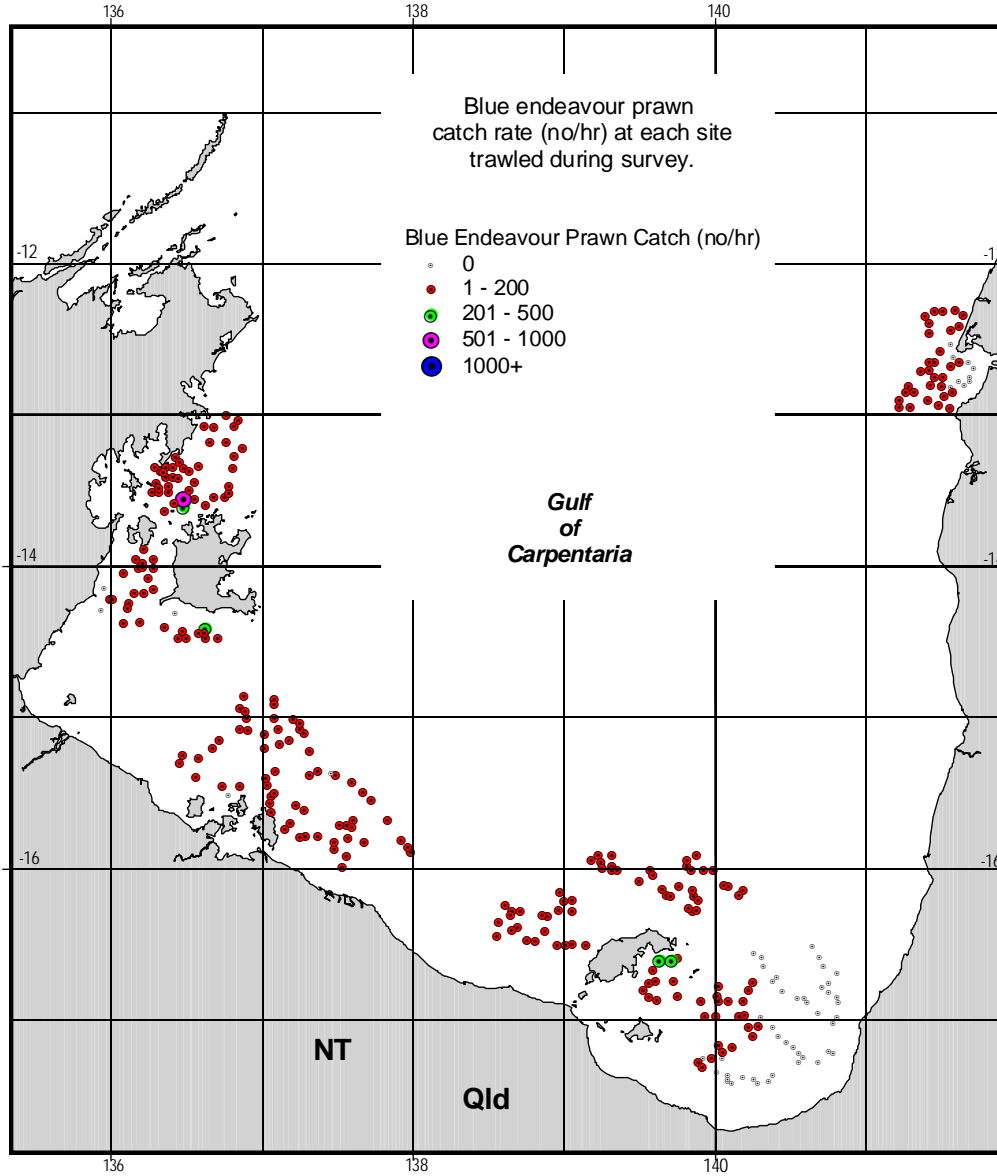 136
138
140
Blue endeavour prawn
catch rate (no/hr) at each site
trawled during survey.
Blue Endeavour Prawn Catch (no/hr)
0
1 - 200
201 - 500
501 - 1000
1000+
-12
Gulf
of
Carpentaria
-14
-14
-16
-16
NT
Qld
136
138
140